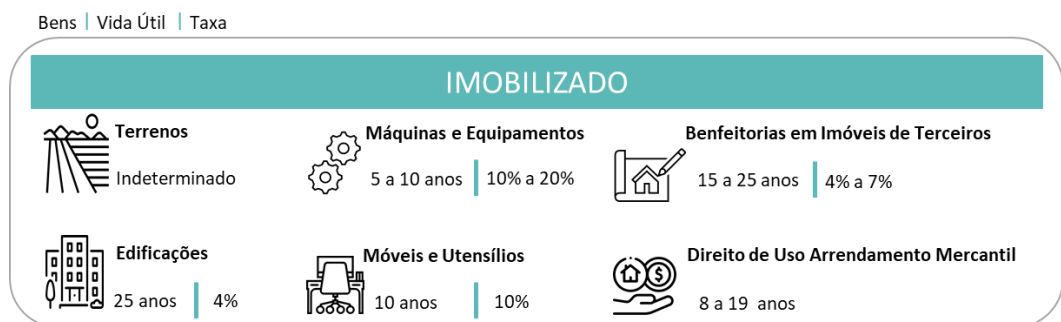 Bens | Vida Útil | Taxa
IMOBILIZADO
Terrenos
Indeterminado
Máquinas e Equipamentos
5 a 10 anos | 10% a 20%
Benfeitorias em Imóveis de Terceiros
15 a 25 anos | 4% a 7%
Edificações
25 anos | 4%
Móveis e Utensílios
10 anos | 10%
Direito de Uso Arrendamento Mercantil
8 a 19 anos